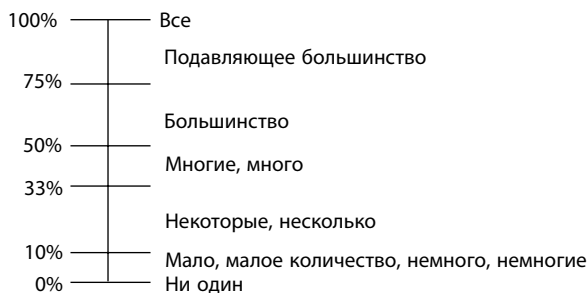 100% Все
Подавляющее большинство
75%
Большинство
50%
Многие, много
33%
Некоторые, несколько
10%
Мало, малое количество, немного, немногие
0% Ни один